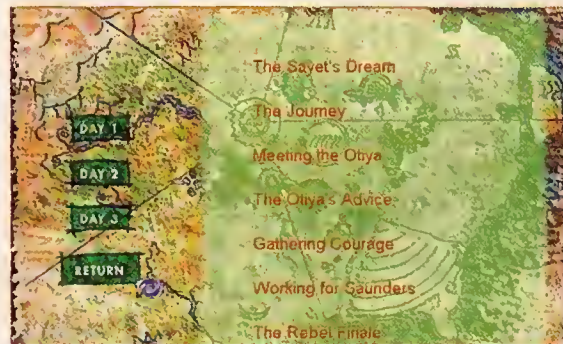 The Sayet's Dream
The Journey
Meeting the Otiya
The Otiya's Advice
Gathering Courage
Working for Saunders
The Rebel Finale
DAY 1
DAY 2
DAY 3
RETURN